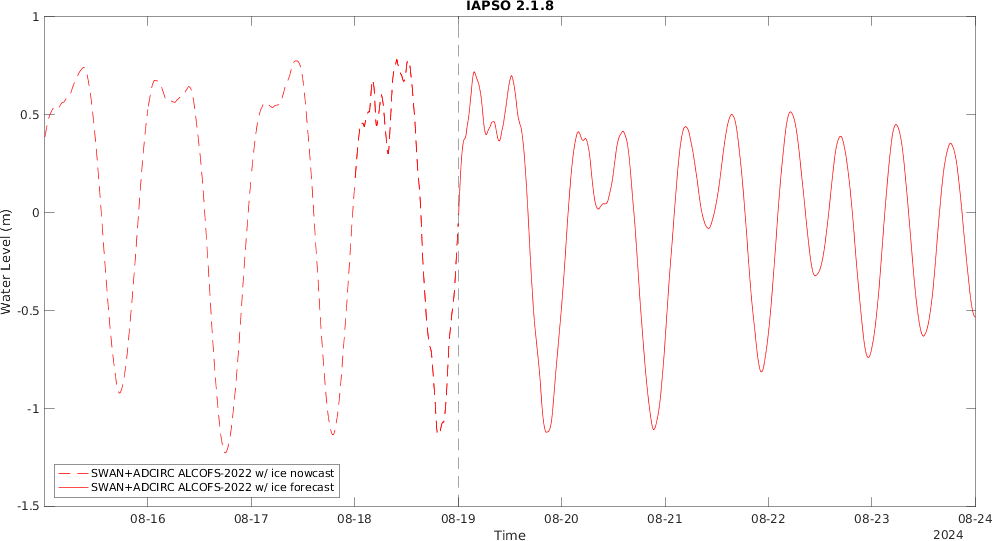 IAPSO 2.1.8
1
0.5
0
-0.5
-1
-1.5
Water Level (m)
SWAN+ADCIRC ALCOFS-2022 w/ ice nowcast
SWAN+ADCIRC ALCOFS-2022 w/ ice forecast
08-16 08-17 08-18 08-19 08-20 08-21 08-22 08-23 08-24
Time
2024